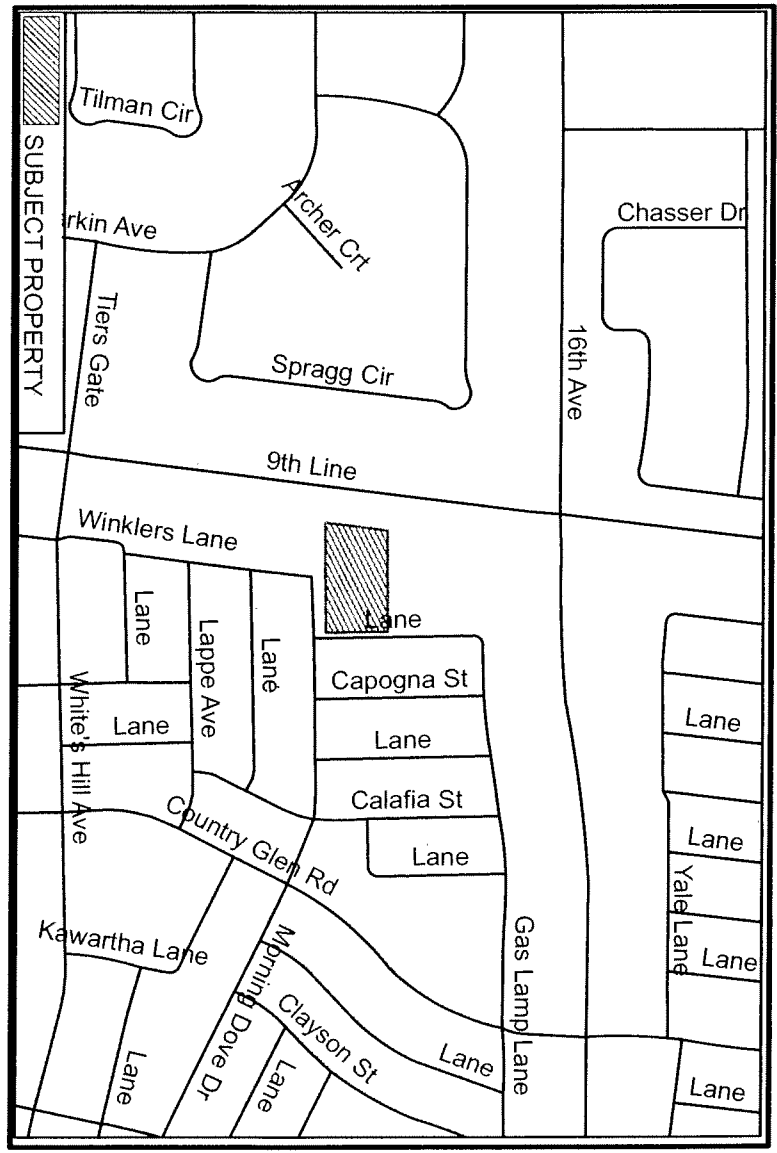 Tilman Cir
SUBJECT PROPERTY
Chasser Dr
Archer Crt
rkin Ave
Tiers Gate
16th Ave
Spragg Cir
9th Line
Winklers Lane
Lane
Lane
Lappe Ave
Lane
Capogna St
White's Hill Ave
Lane
Lane
Lane
Calafia St
Country Glen Rd
Lane
Lane
Yale Lane
Kawartha Lane
Gas Lamp Lane
Lane
Morning Dove Dr
Clayson St
Lane
Lane
Lane
Lane